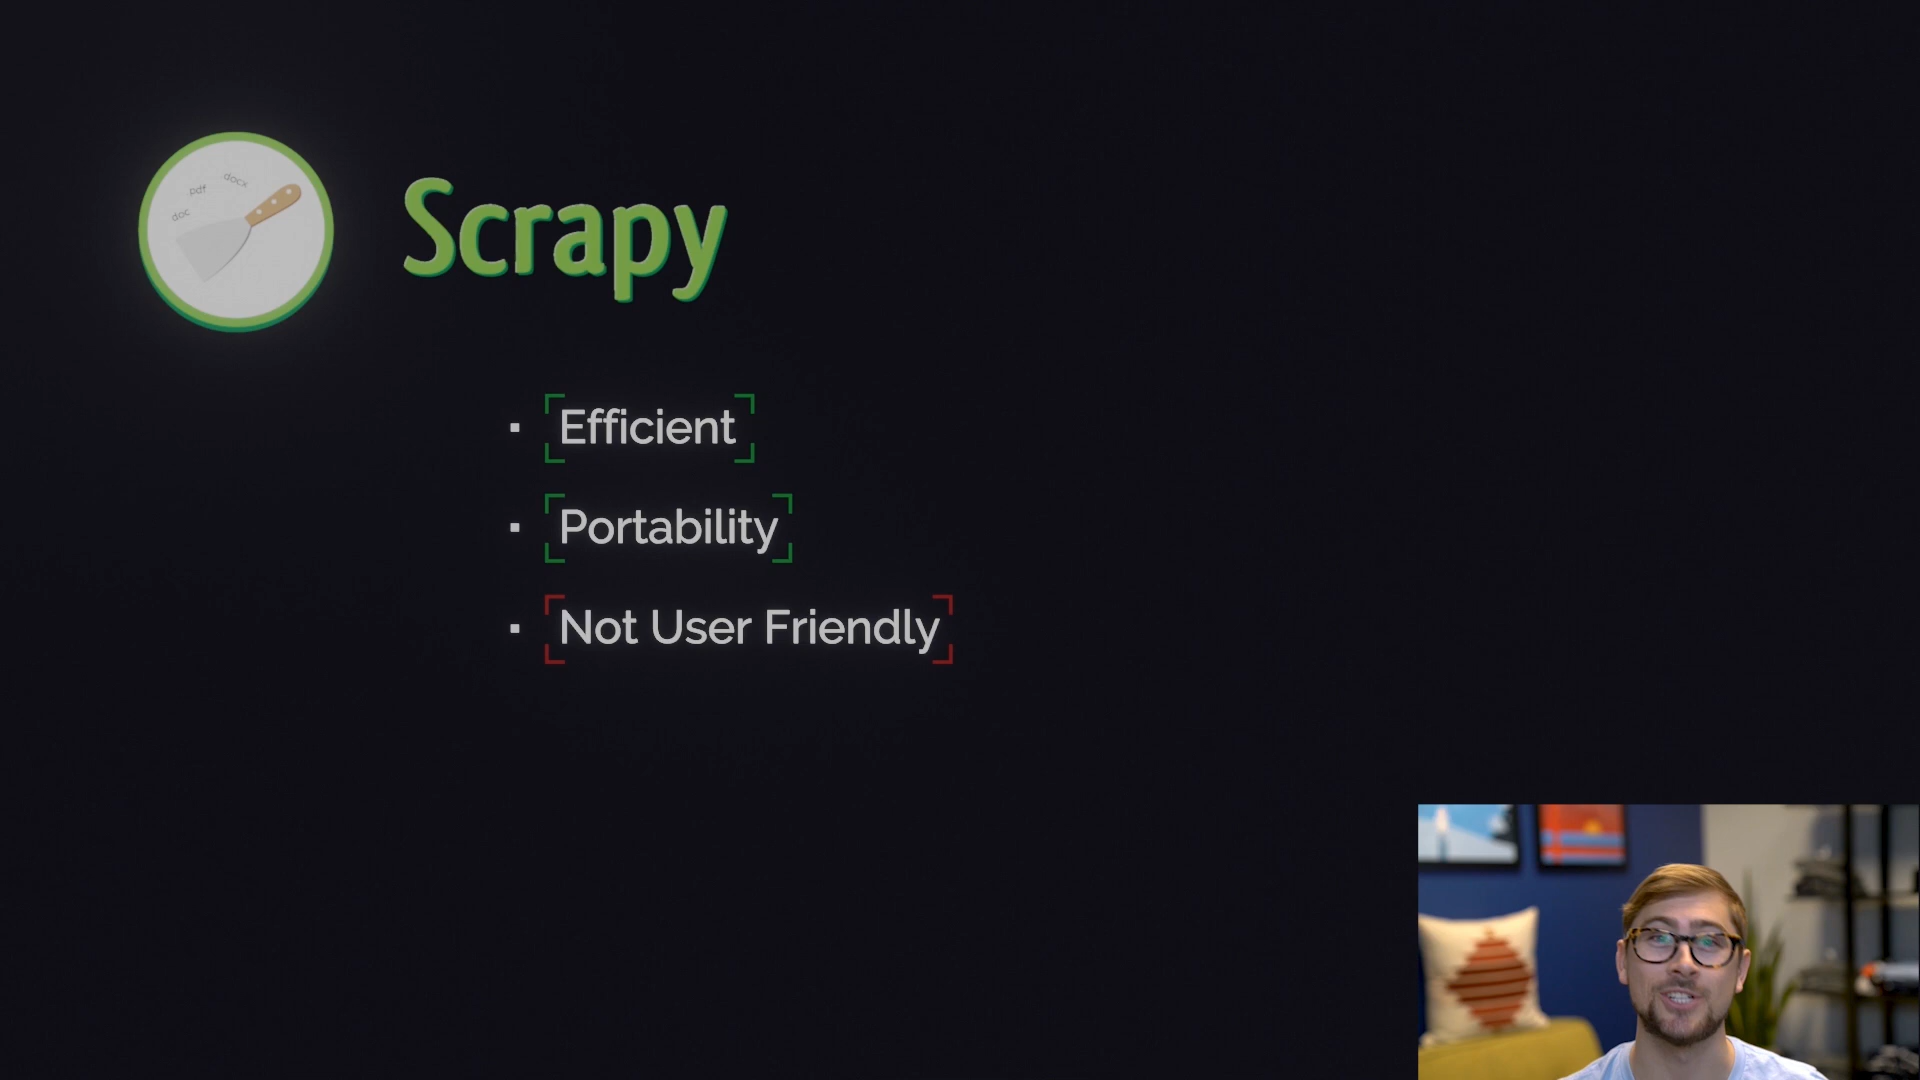 doc
pdf
docx
Scrapy
▪ Efficient
▪ Portability
▪ Not User Friendly